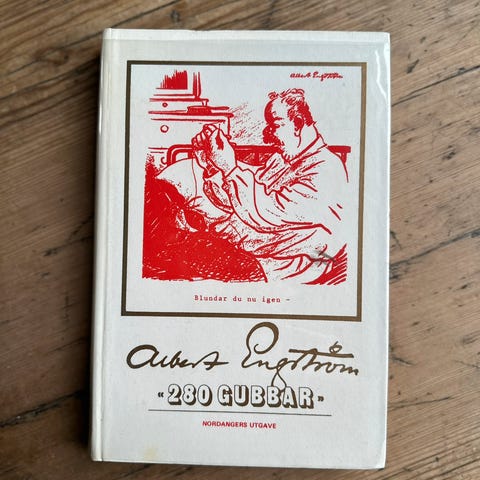 Albert Engström
Blundar du nu igen -
Albert Engström
« 280 GUBBAR »
NORDANGERS UTGAVE